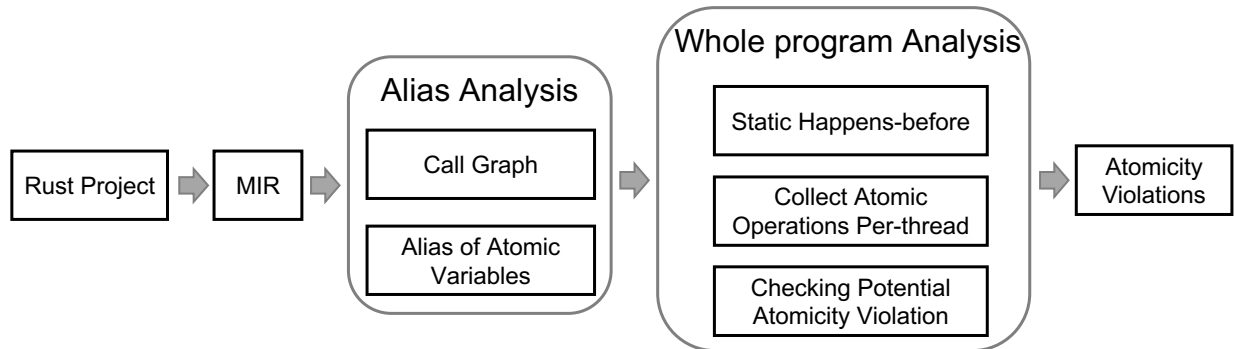 Rust Project
MIR
Alias Analysis
Call Graph
Alias of Atomic
Variables
Whole program Analysis
Static Happens-before
Collect Atomic
Operations Per-thread
Checking Potential
Atomicity Violation
Atomicity
Violations